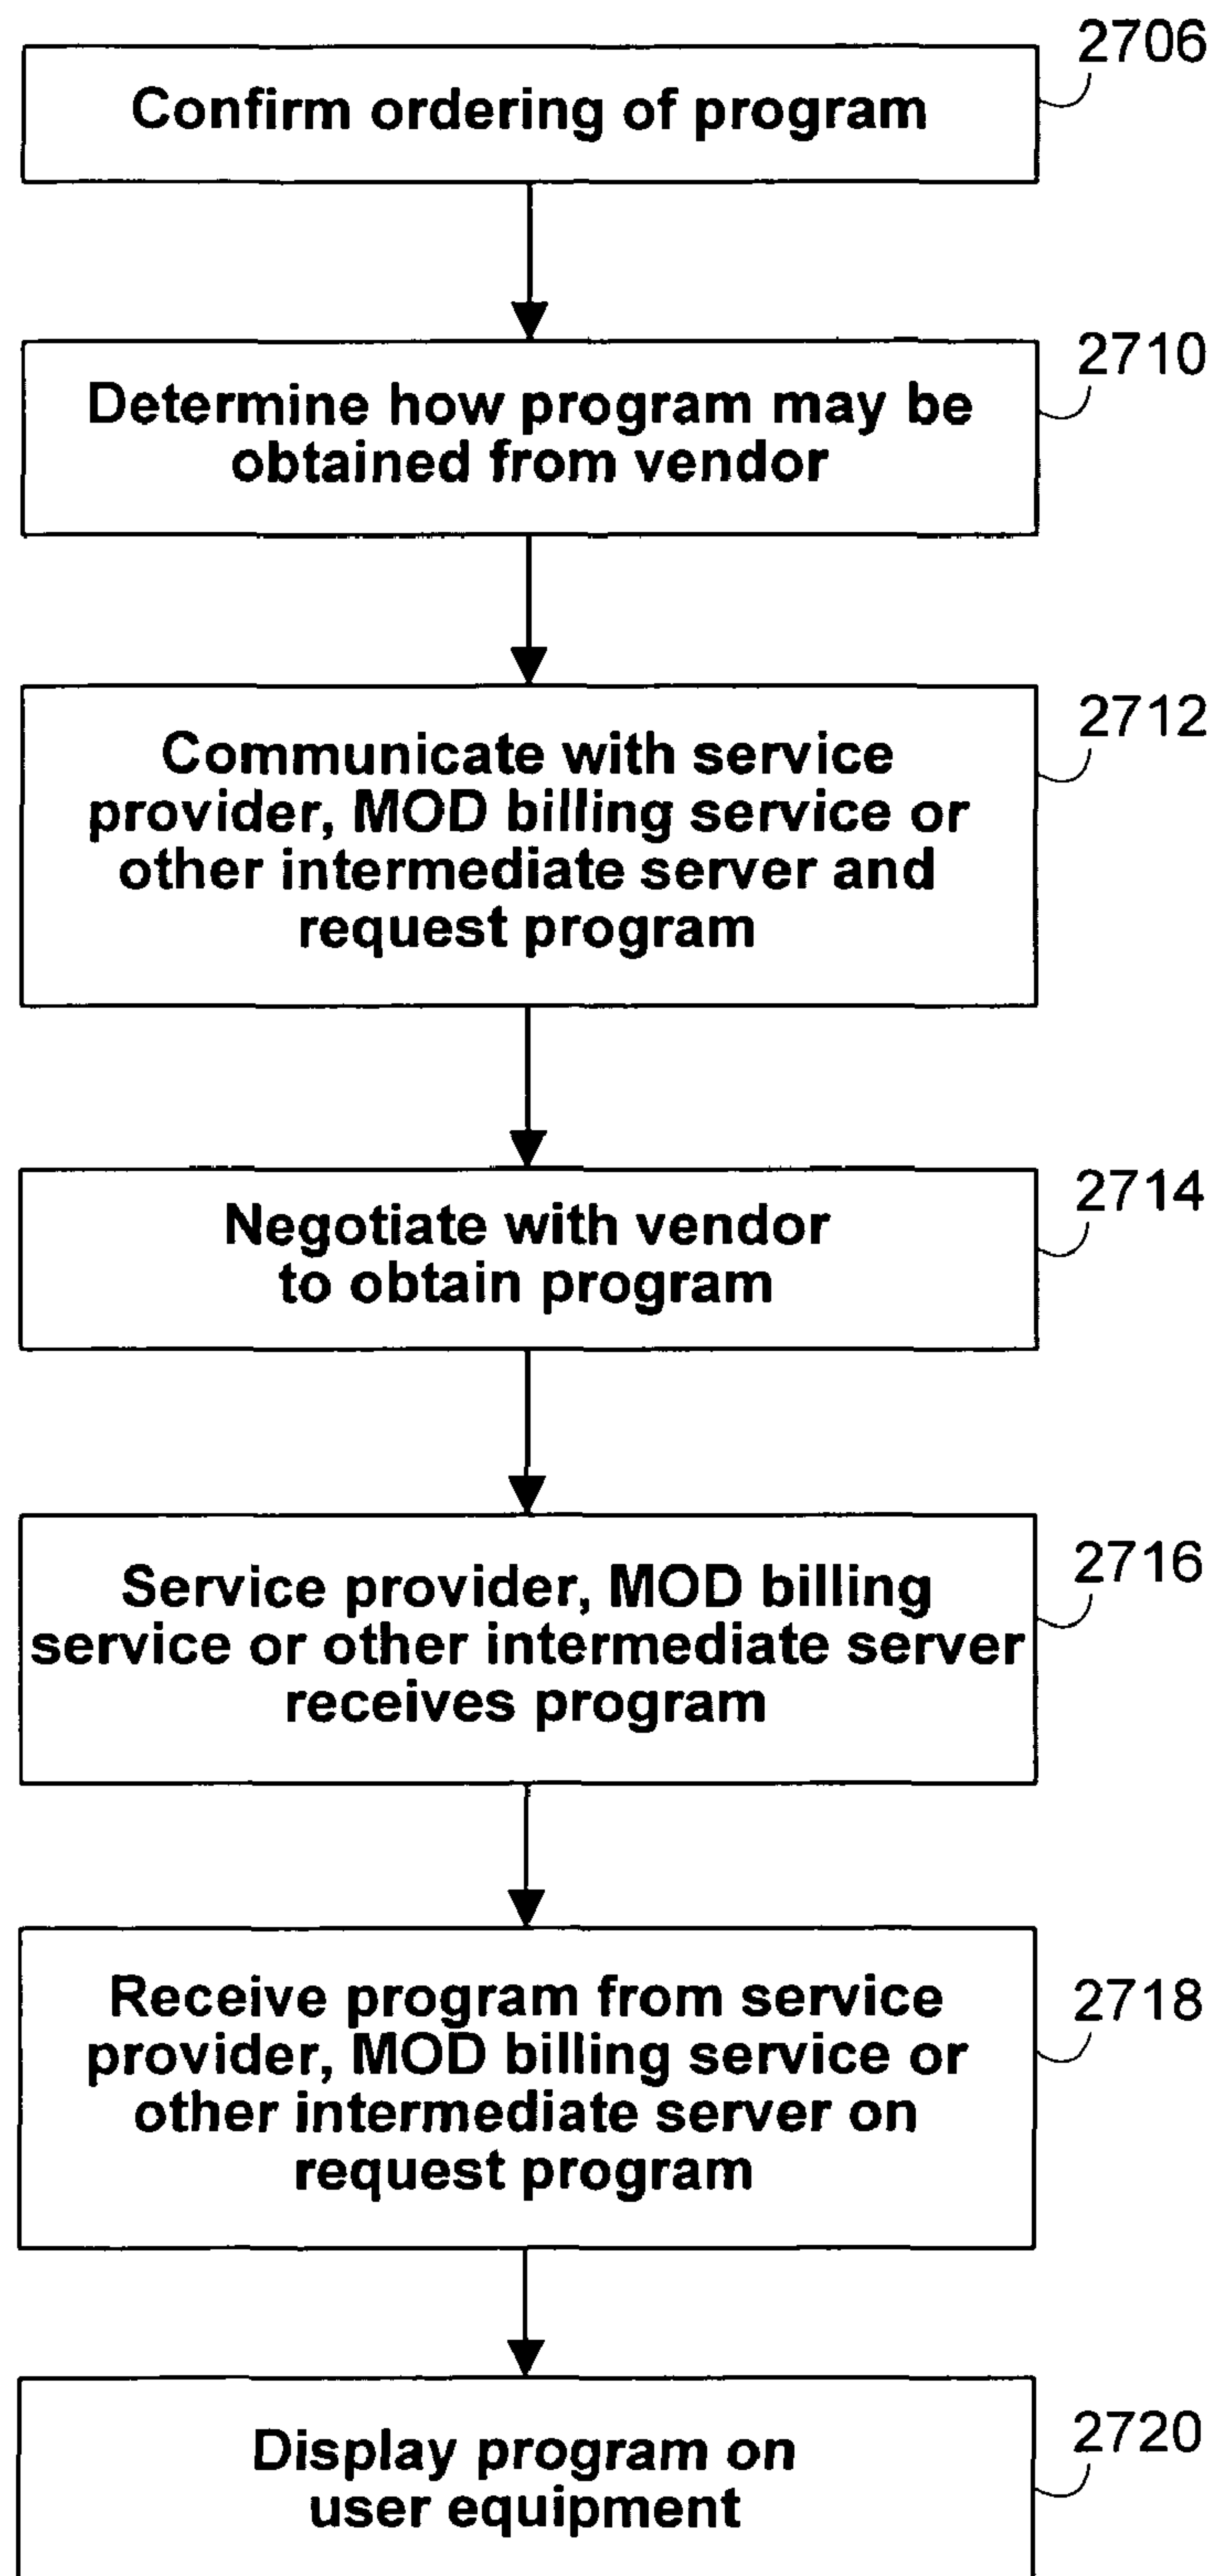 2706
Confirm ordering of program
2710
Determine how program may be
obtained from vendor
2712
Communicate with service
provider, MOD billing service or
other intermediate server and
request program
2714
Negotiate with vendor
to obtain program
2716
Service provider, MOD billing
service or other intermediate server
receives program
2718
Receive program from service
provider, MOD billing service or
other intermediate server on
request program
2720
Display program on
user equipment